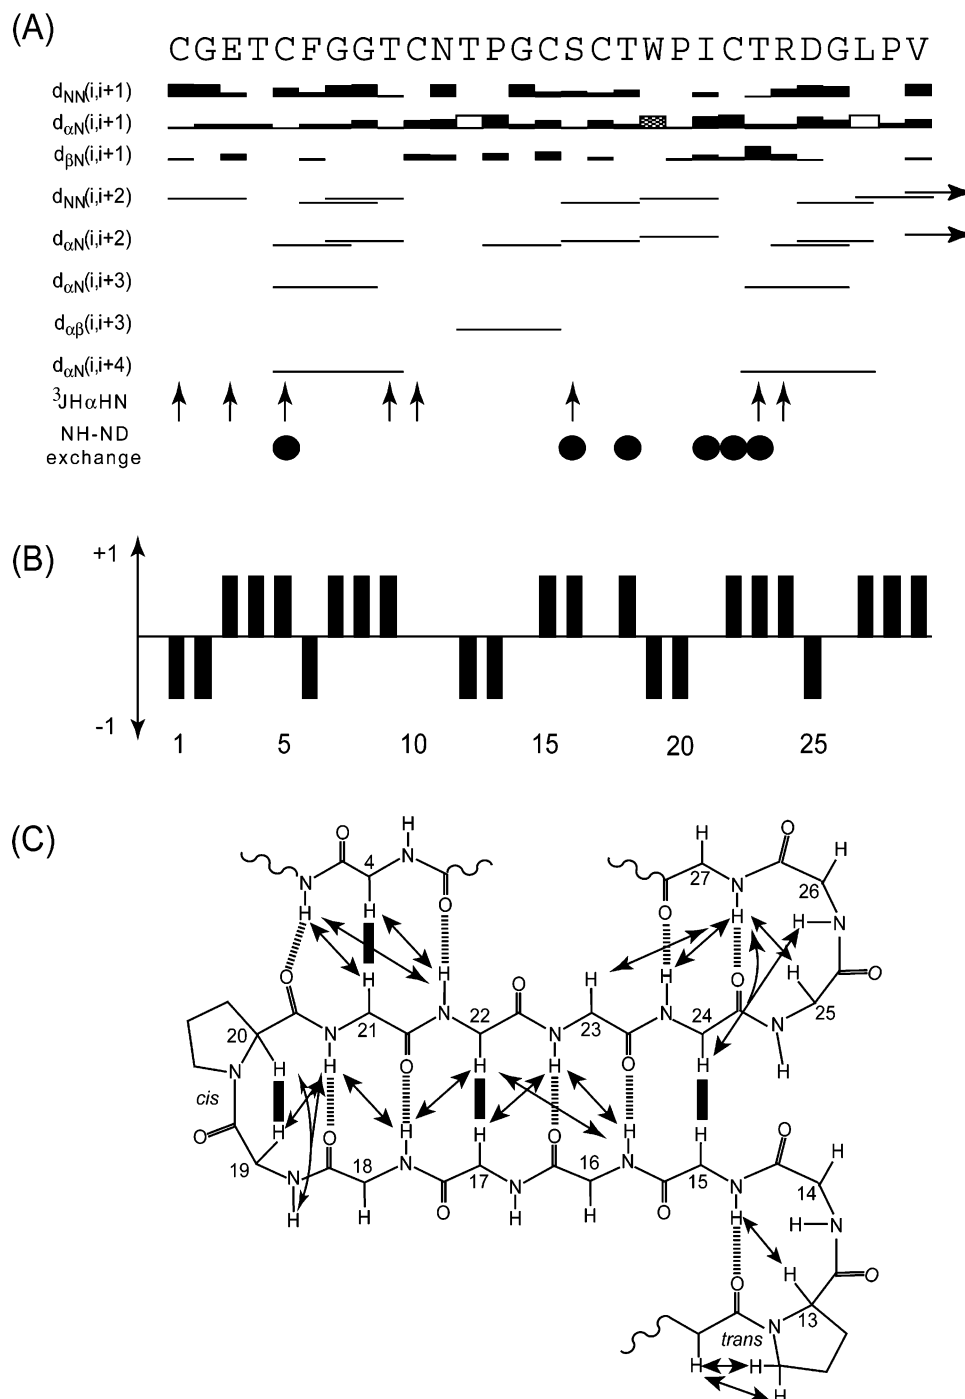 (A)
CGETCFGGTCNTPGCSCTWPICTRDGLPV
dNN(i,i+1)
dαN(i,i+1)
dβN(i,i+1)
dNN(i,i+2)
dαN(i,i+2)
dαN(i,i+3)
dαβ(i,i+3)
dαN(i,i+4)
3JHαHN
NH-ND
exchange
(B)
+1
-1
1 5 10 15 20 25
(C)
H H
O O
4 N 27 N 26 H
N H O O H H N
H H
O H H H H O H O
20 N 21 N 22 O N 23 N 24 N 25
N H H O H H O H H
cis
O H O H H O H H O H
19 N 18 N 17 N 16 N 15 N 14
H H O H H O H H N
H O
O 13
trans N
H H
H